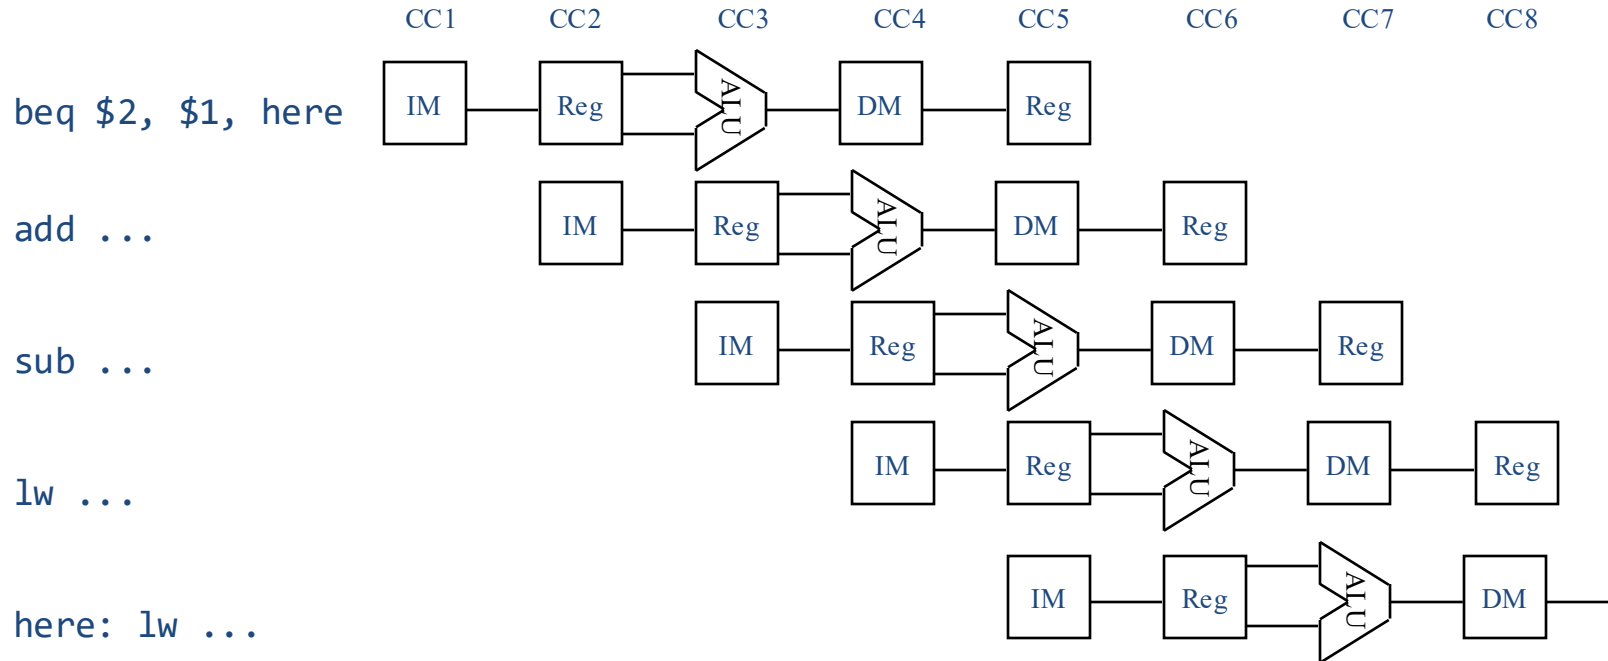 CC1 CC2 CC3 CC4 CC5 CC6 CC7 CC8
beq $2, $1, here IM Reg ALU DM Reg
add ... IM Reg ALU DM Reg
sub ... IM Reg ALU DM Reg
lw ... IM Reg ALU DM Reg
here: lw ... IM Reg ALU DM